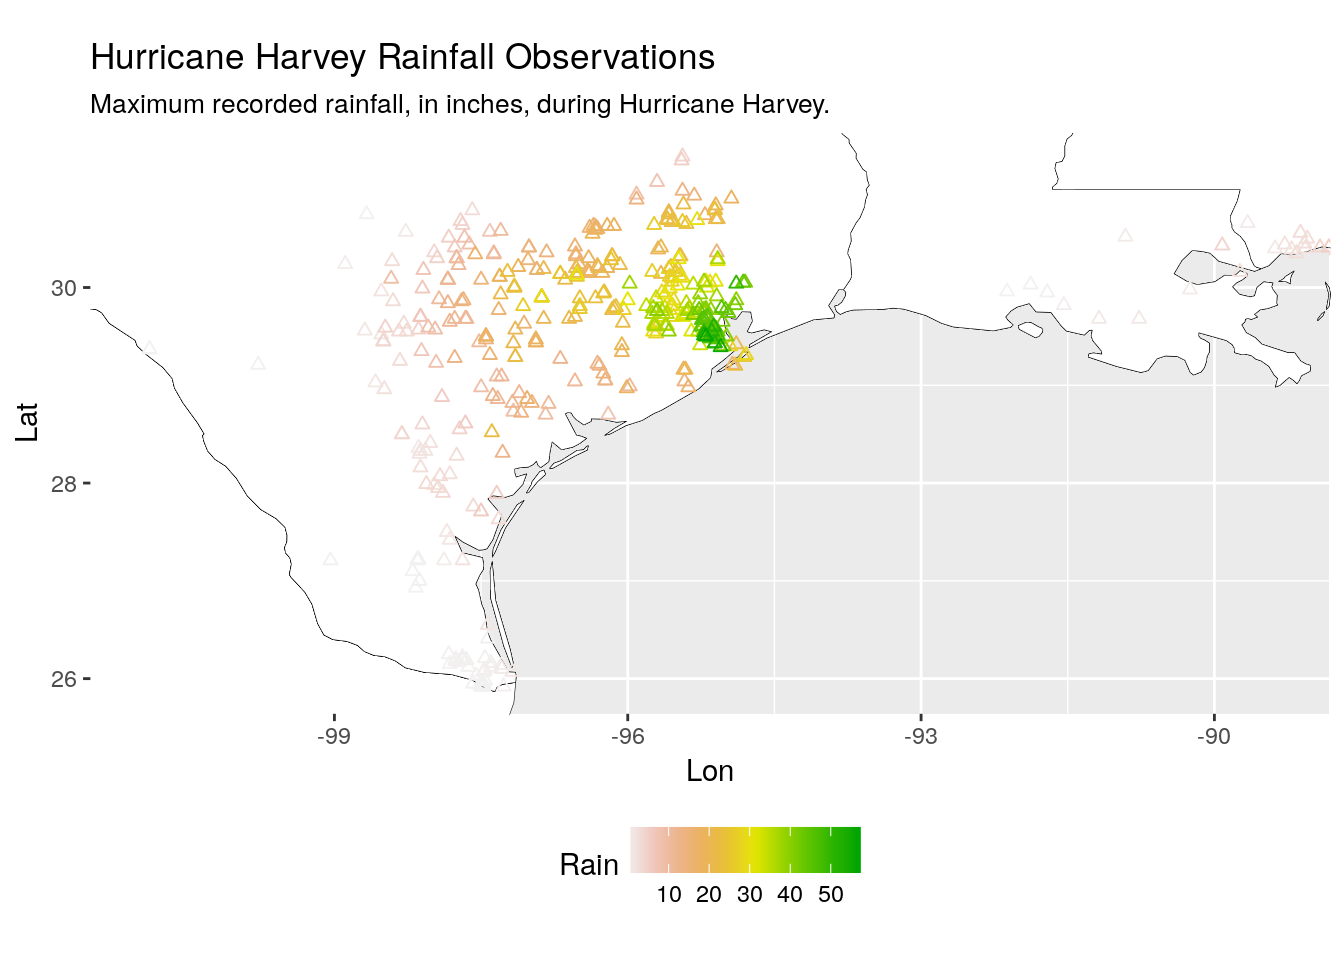 Hurricane Harvey Rainfall Observations
Maximum recorded rainfall, in inches, during Hurricane Harvey.
Lat
30
28
26
-99 -96 -93 -90
Lon
Rain
10 20 30 40 50